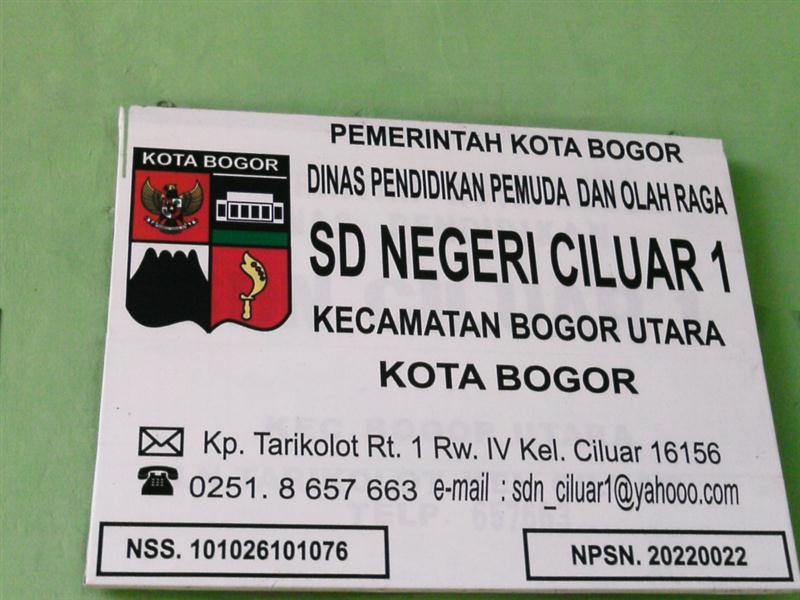 PEMERINTAH KOTA BOGOR
KOTA BOGOR
DINAS PENDIDIKAN PEMUDA DAN OLAH RAGA
SD NEGERI CILUAR 1
KECAMATAN BOGOR UTARA
KOTA BOGOR
Kp. Tarikolot Rt. 1 Rw. IV Kel. Ciluar 16156
0251. 8 657 663 e-mail : sdn_ciluar1@yahooo.com
NSS. 101026101076
NPSN. 20220022